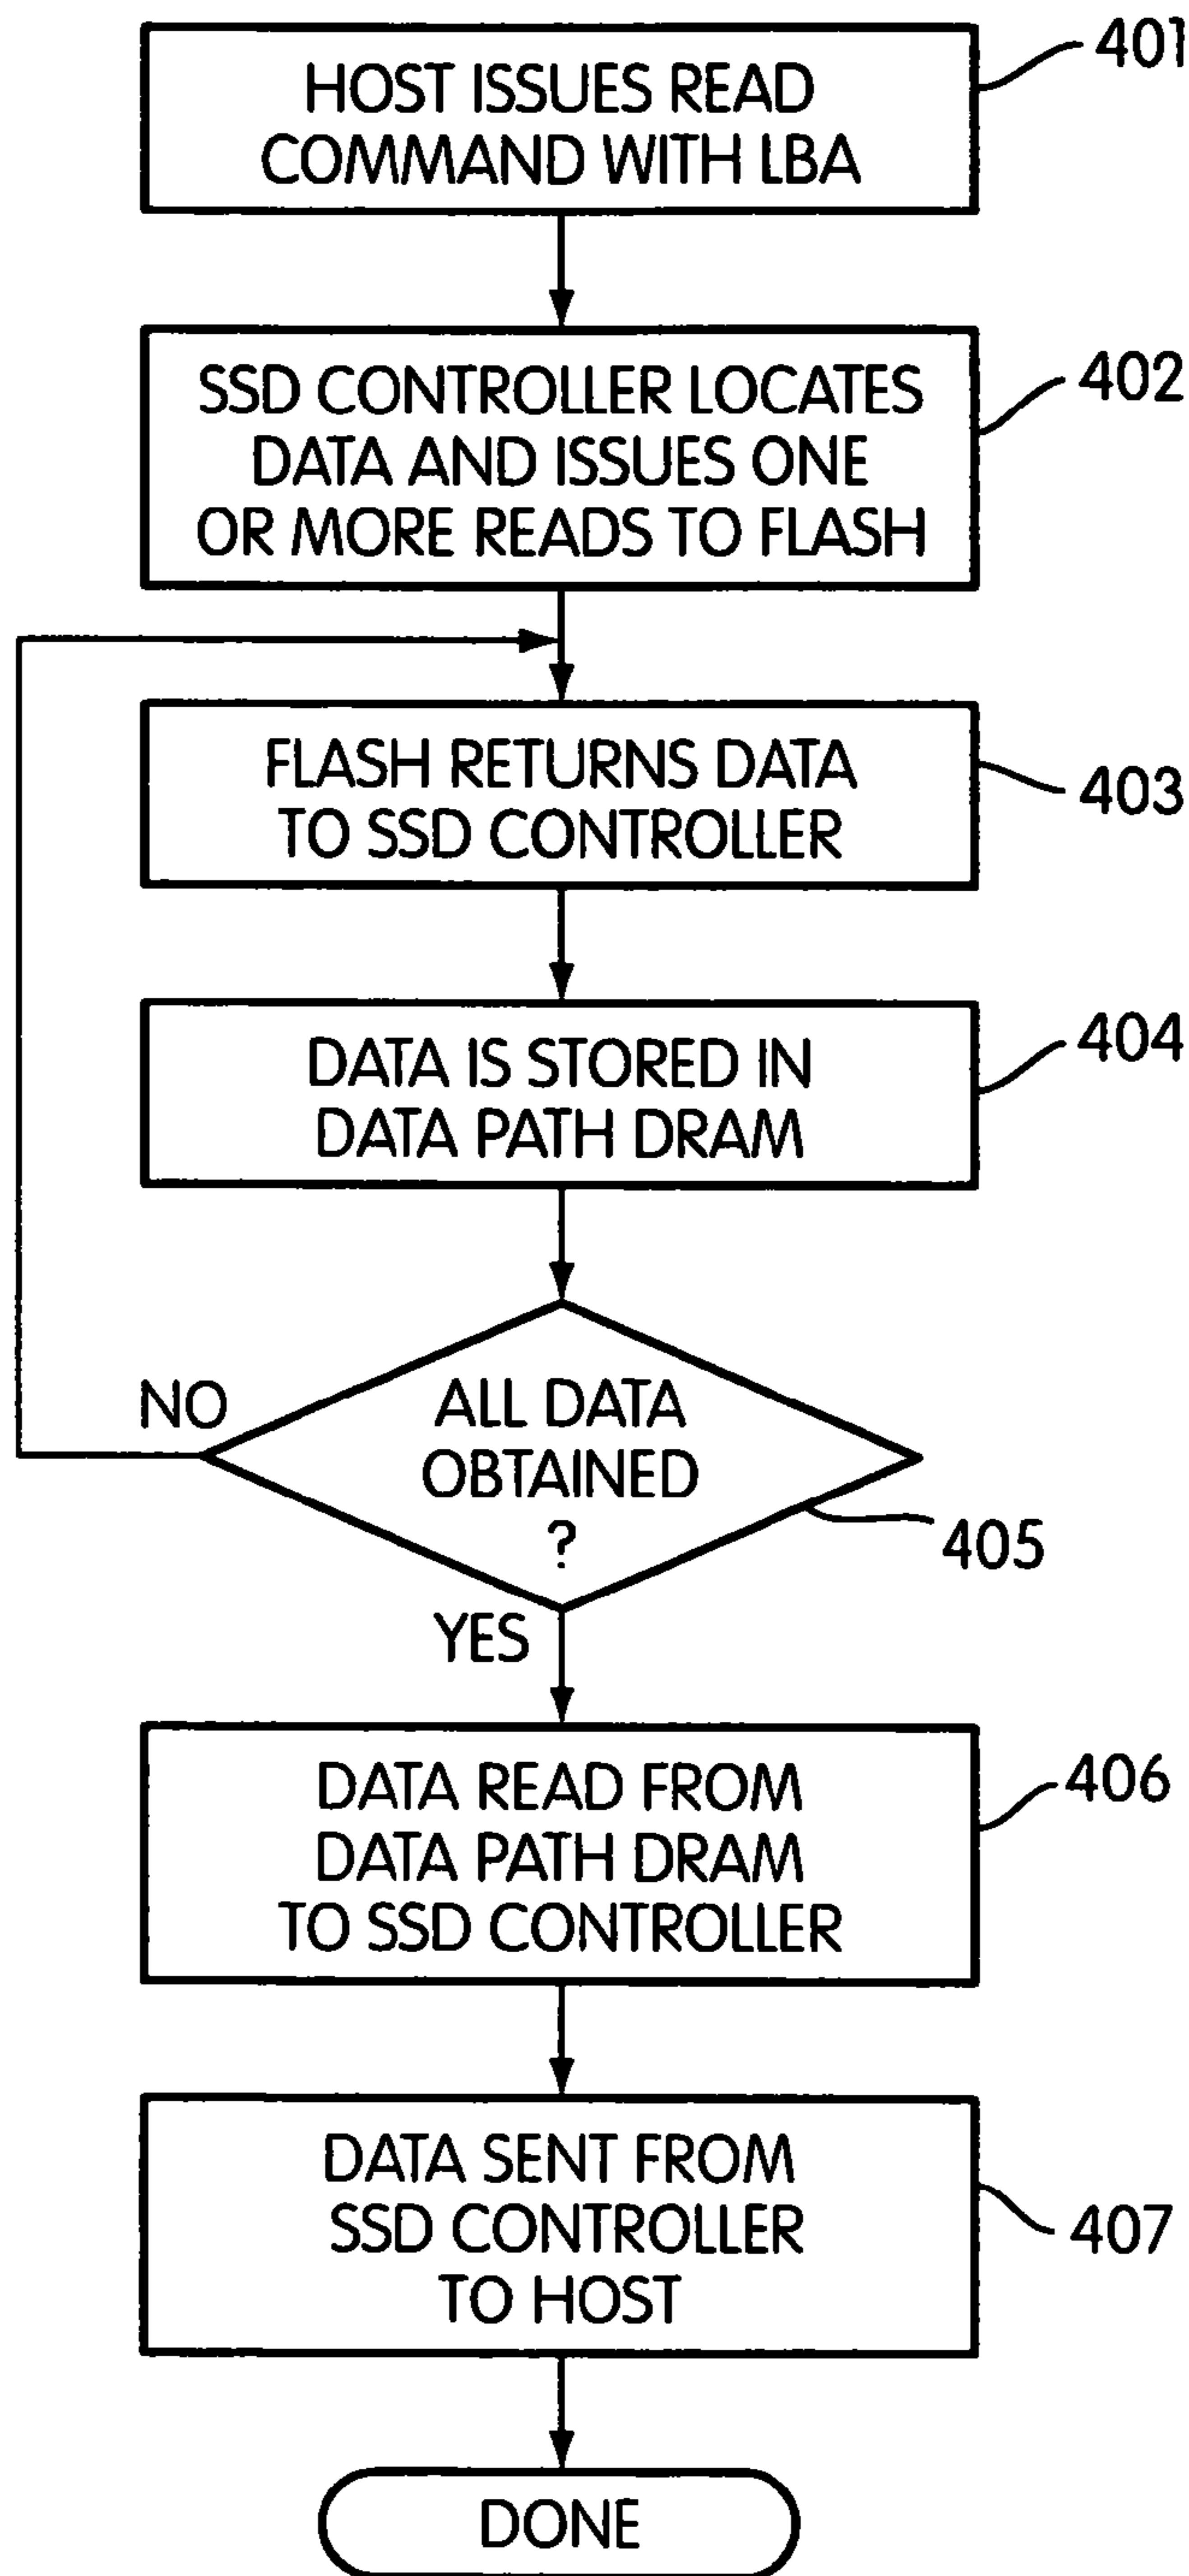 HOST ISSUES READ
COMMAND WITH LBA
401
SSD CONTROLLER LOCATES
DATA AND ISSUES ONE
OR MORE READS TO FLASH
402
FLASH RETURNS DATA
TO SSD CONTROLLER
403
DATA IS STORED IN
DATA PATH DRAM
404
NO
ALL DATA
OBTAINED
?
405
YES
DATA READ FROM
DATA PATH DRAM
TO SSD CONTROLLER
406
DATA SENT FROM
SSD CONTROLLER
TO HOST
407
DONE